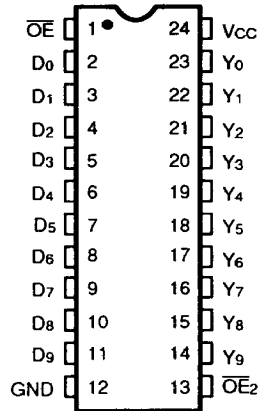 O̅E̅ 1 24 Vcc
D0 2 23 Y0
D1 3 22 Y1
D2 4 21 Y2
D3 5 20 Y3
D4 6 19 Y4
D5 7 18 Y5
D6 8 17 Y6
D7 9 16 Y7
D8 10 15 Y8
D9 11 14 Y9
GND 12 13 O̅E̅2